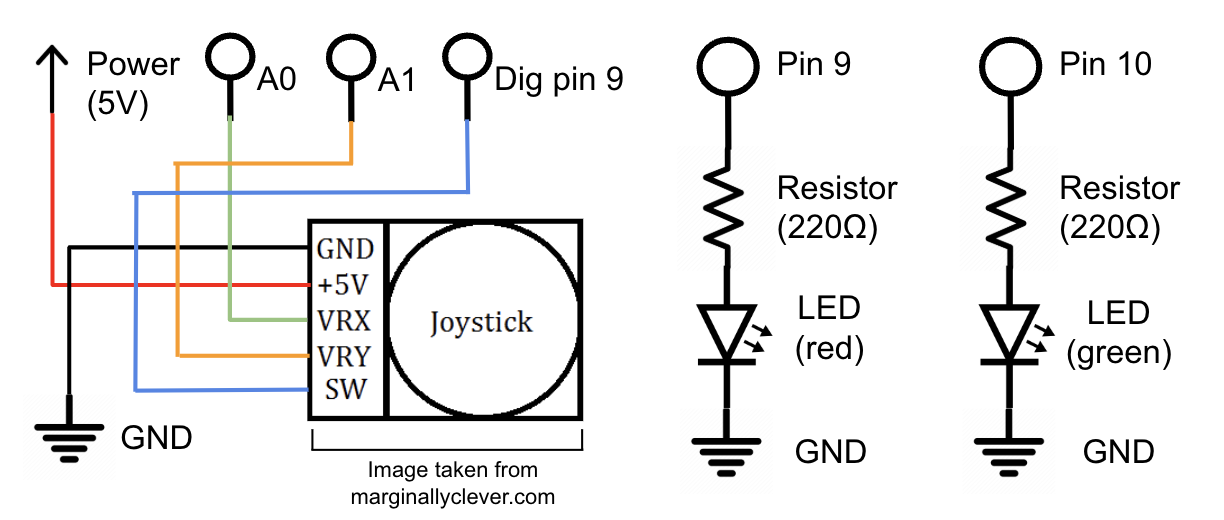 Power
(5V)
A0
A1
Dig pin 9
GND
+5V
VRX
VRY
SW
Joystick
GND
Image taken from
marginallyclever.com
Pin 9
Resistor
(220Ω)
LED
(red)
GND
Pin 10
Resistor
(220Ω)
LED
(green)
GND